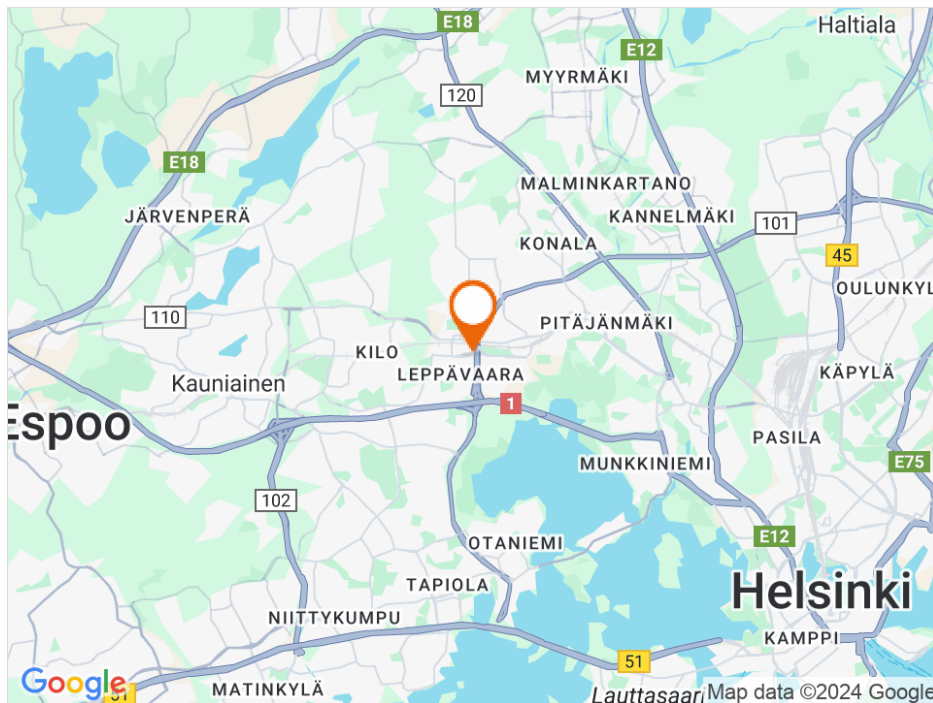 E18
Haltiala
E12
MYYRMÄKI
120
E18
MALMINKARTANO
JÄRVENPERÄ
KANNELMÄKI
101
KONALA
45
OULUNKYL
110
PITÄJÄNMÄKI
KILO
LEPPÄVAARA
KÄPYLÄ
Kauniainen
1
Espoo
PASILA
MUNKKINIEMI
E75
102
E12
OTANIEMI
TAPIOLA
Helsinki
NIITTYKUMPU
KAMPPI
51
Google
51
MATINKYLÄ
Lauttasaari
Map data ©2024 Google